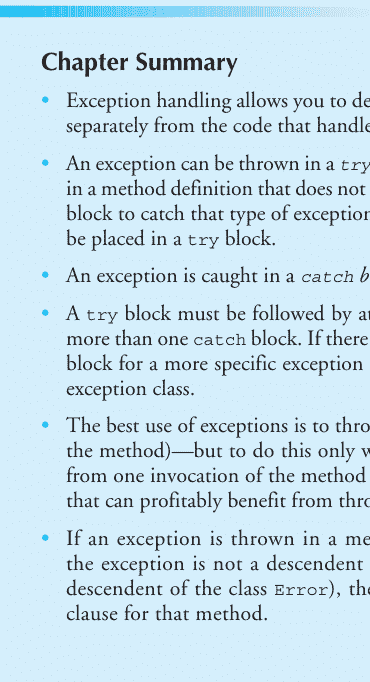 Chapter Summary
• Exception handling allows you to de
separately from the code that handle
• An exception can be thrown in a try
in a method definition that does not
block to catch that type of exception
be placed in a try block.
• An exception is caught in a catch b
• A try block must be followed by at
more than one catch block. If there
block for a more specific exception
exception class.
• The best use of exceptions is to thro
the method)—but to do this only w
from one invocation of the method
that can profitably benefit from thro
• If an exception is thrown in a me
the exception is not a descendent
descendent of the class Error), the
clause for that method.